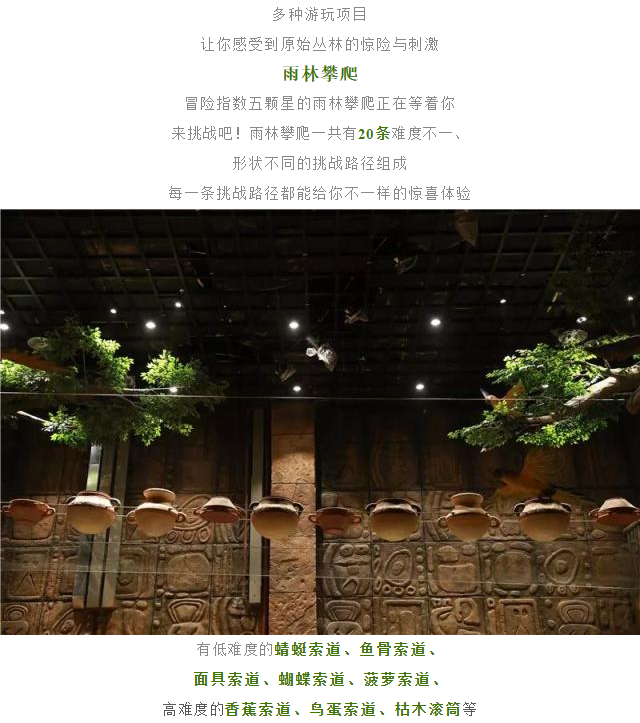 多种游玩项目
让你感受到原始丛林的惊险与刺激
雨林攀爬
冒险指数五颗星的雨林攀爬正在等着你
来挑战吧！雨林攀爬一共有20条难度不一、
形状不同的挑战路径组成
每一条挑战路径都能给你不一样的惊喜体验
有低难度的蜻蜓索道、鱼骨索道、
面具索道、蝴蝶索道、菠萝索道、
高难度的香蕉索道、鸟蛋索道、枯木滚筒等